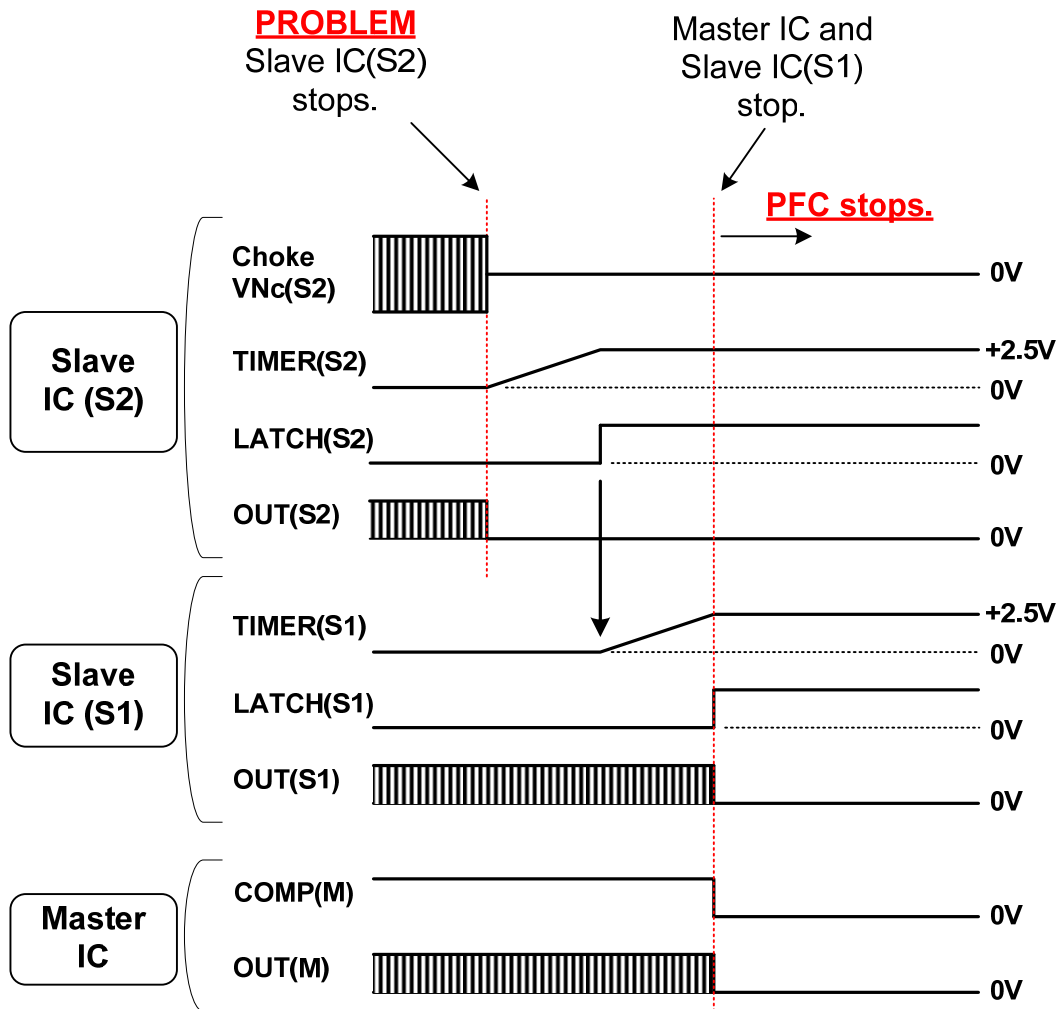 PROBLEM
Slave IC(S2)
stops.
Master IC and
Slave IC(S1)
stop.
PFC stops.
Slave
IC (S2)
Choke
VNc(S2)
0V
TIMER(S2)
+2.5V
0V
LATCH(S2)
0V
OUT(S2)
0V
Slave
IC (S1)
TIMER(S1)
+2.5V
0V
LATCH(S1)
0V
OUT(S1)
0V
Master
IC
COMP(M)
0V
OUT(M)
0V